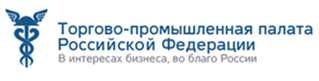 Торгово-промышленная палата
Российской Федерации
В интересах бизнеса, во благо России